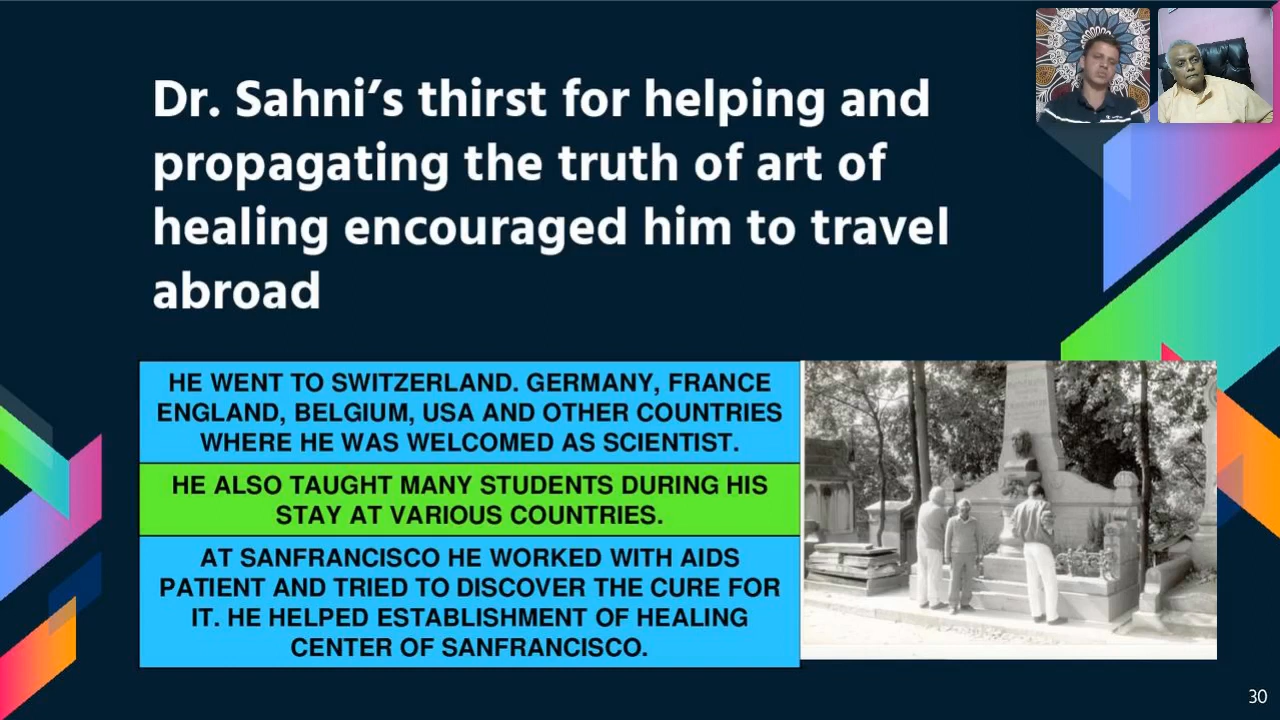 Dr. Sahni’s thirst for helping and
propagating the truth of art of
healing encouraged him to travel
abroad
HE WENT TO SWITZERLAND. GERMANY, FRANCE
ENGLAND, BELGIUM, USA AND OTHER COUNTRIES
WHERE HE WAS WELCOMED AS SCIENTIST.
HE ALSO TAUGHT MANY STUDENTS DURING HIS
STAY AT VARIOUS COUNTRIES.
AT SANFRANCISCO HE WORKED WITH AIDS
PATIENT AND TRIED TO DISCOVER THE CURE FOR
IT. HE HELPED ESTABLISHMENT OF HEALING
CENTER OF SANFRANCISCO.
30